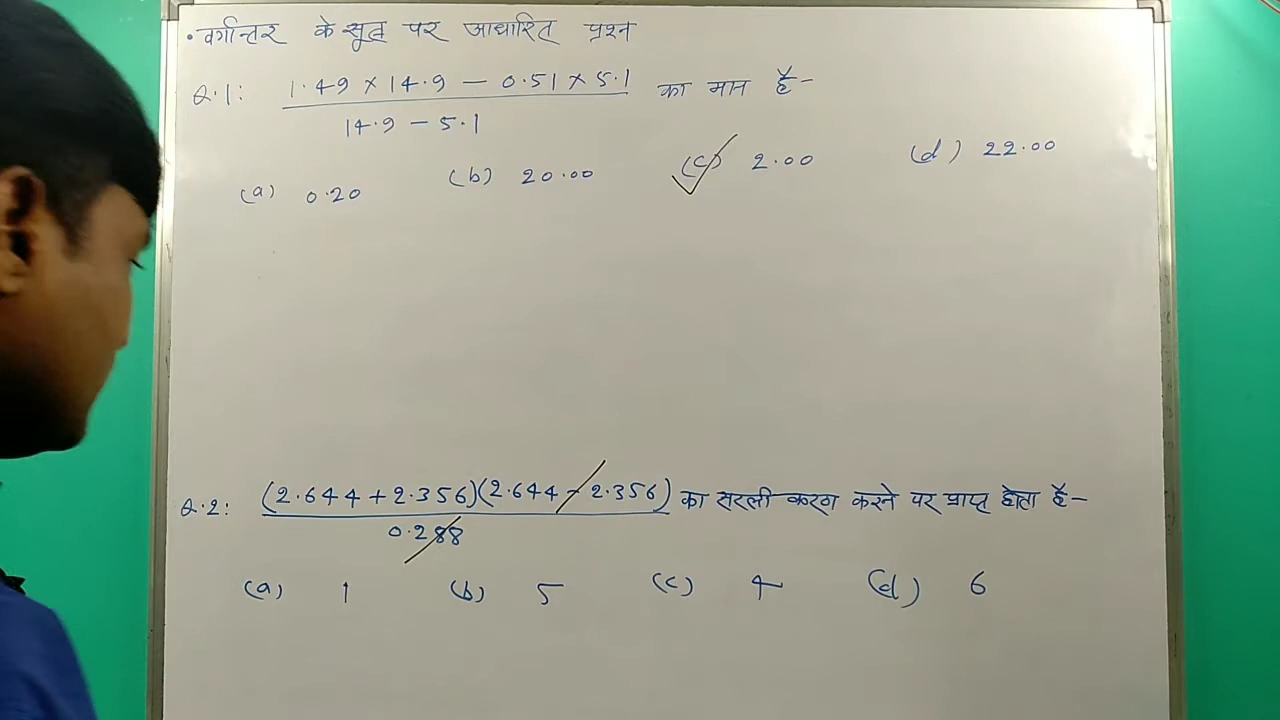 • वर्गान्तर के सूत्र पर आधारित प्रश्न
Q.1: 1.49 × 14.9 — 0.51 × 5.1 का मान है-
14.9 - 5.1
(a) 0.20 (b) 20.00 (c) 2.00 (d) 22.00
Q.2: (2.644 + 2.356)(2.644 - 2.356) का सरली करण करने पर प्राप्त होता है-
0.288
(a) 1 (b) 5 (c) 4 (d) 6